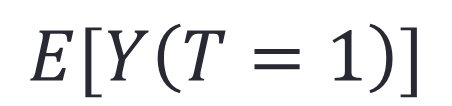 E[Y(T = 1)]